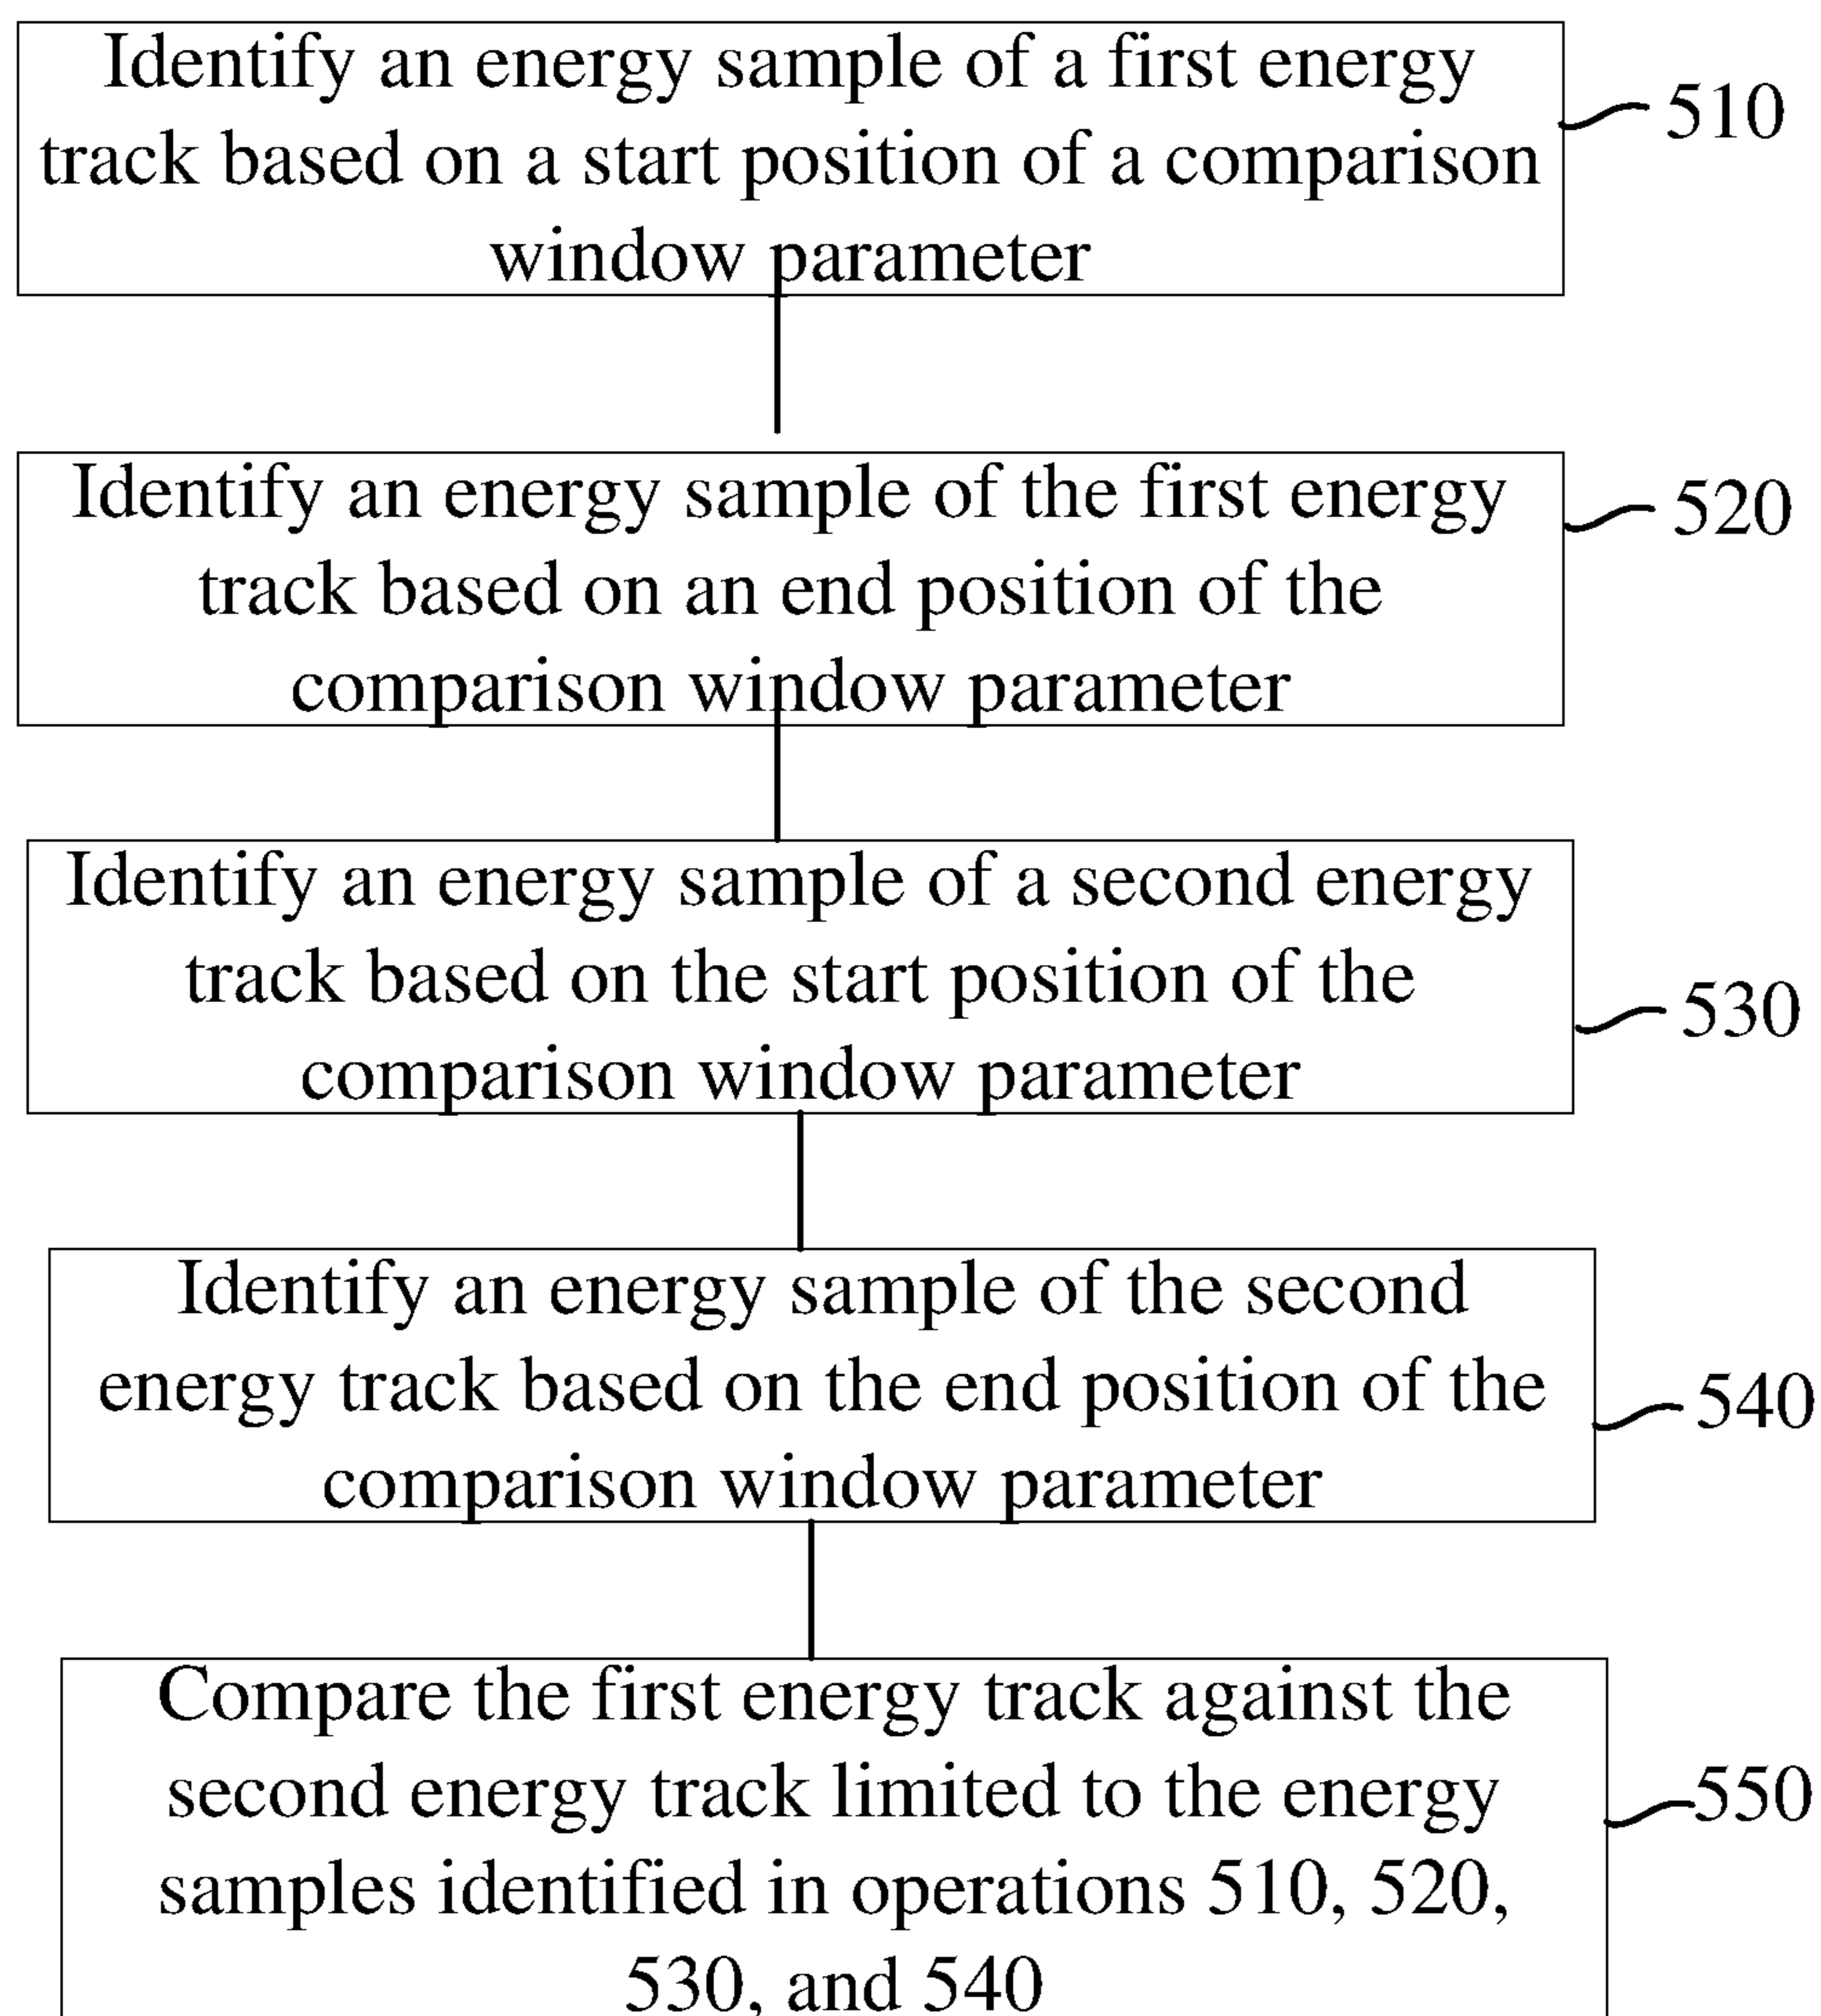 Identify an energy sample of a first energy
track based on a start position of a comparison
window parameter
510
Identify an energy sample of the first energy
track based on an end position of the
comparison window parameter
520
Identify an energy sample of a second energy
track based on the start position of the
comparison window parameter
530
Identify an energy sample of the second
energy track based on the end position of the
comparison window parameter
540
Compare the first energy track against the
second energy track limited to the energy
samples identified in operations 510, 520,
530, and 540
550